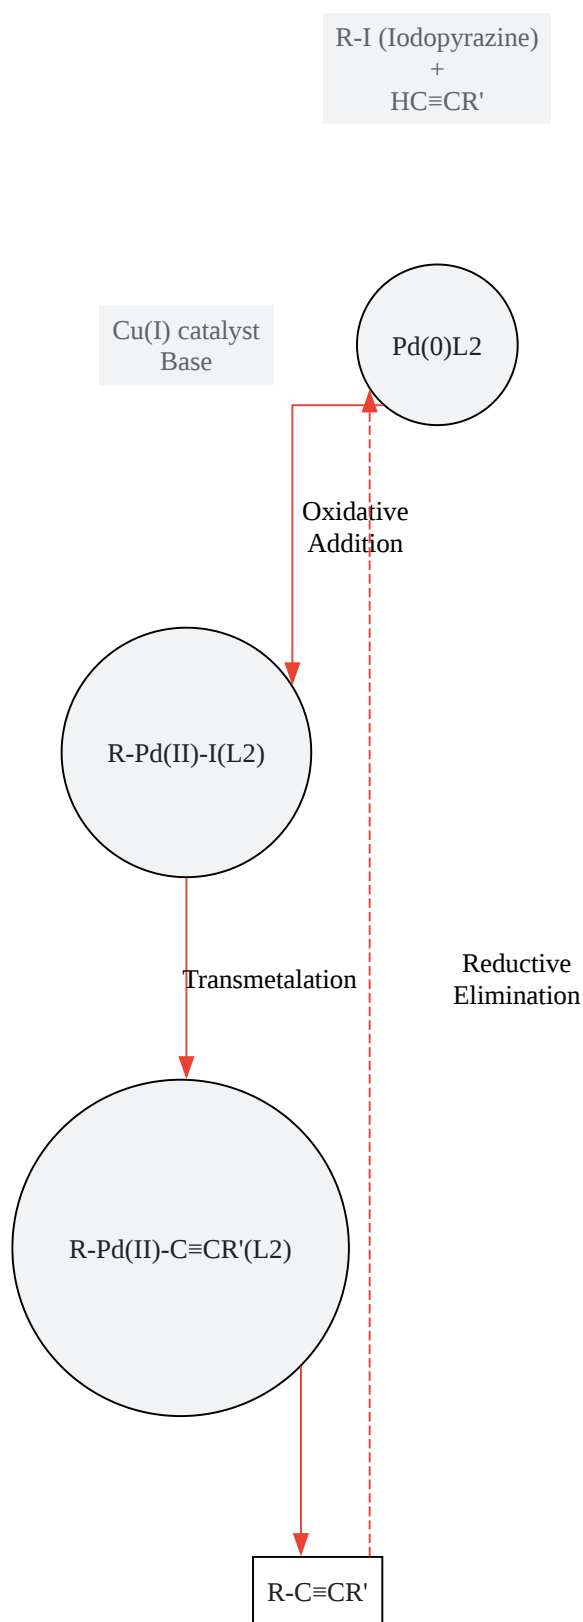 R-I (Iodopyrazine)
+
HC≡CR'
Cu(I) catalyst
Base
Pd(0)L2
Oxidative
Addition
R-Pd(II)-I(L2)
Transmetalation
Reductive
Elimination
R-Pd(II)-C≡CR'(L2)
R-C≡CR'